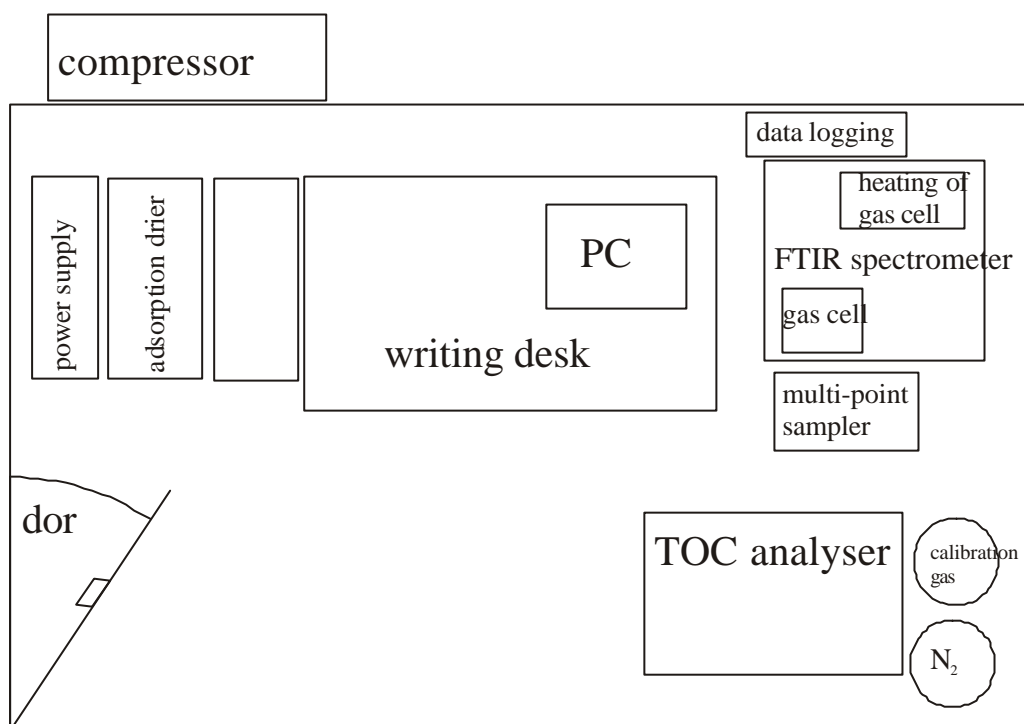 compressor
data logging
heating of
gas cell
FTIR spectrometer
gas cell
power supply
adsorption drier
PC
writing desk
multi-point
sampler
dor
TOC analyser
calibration
gas
N₂